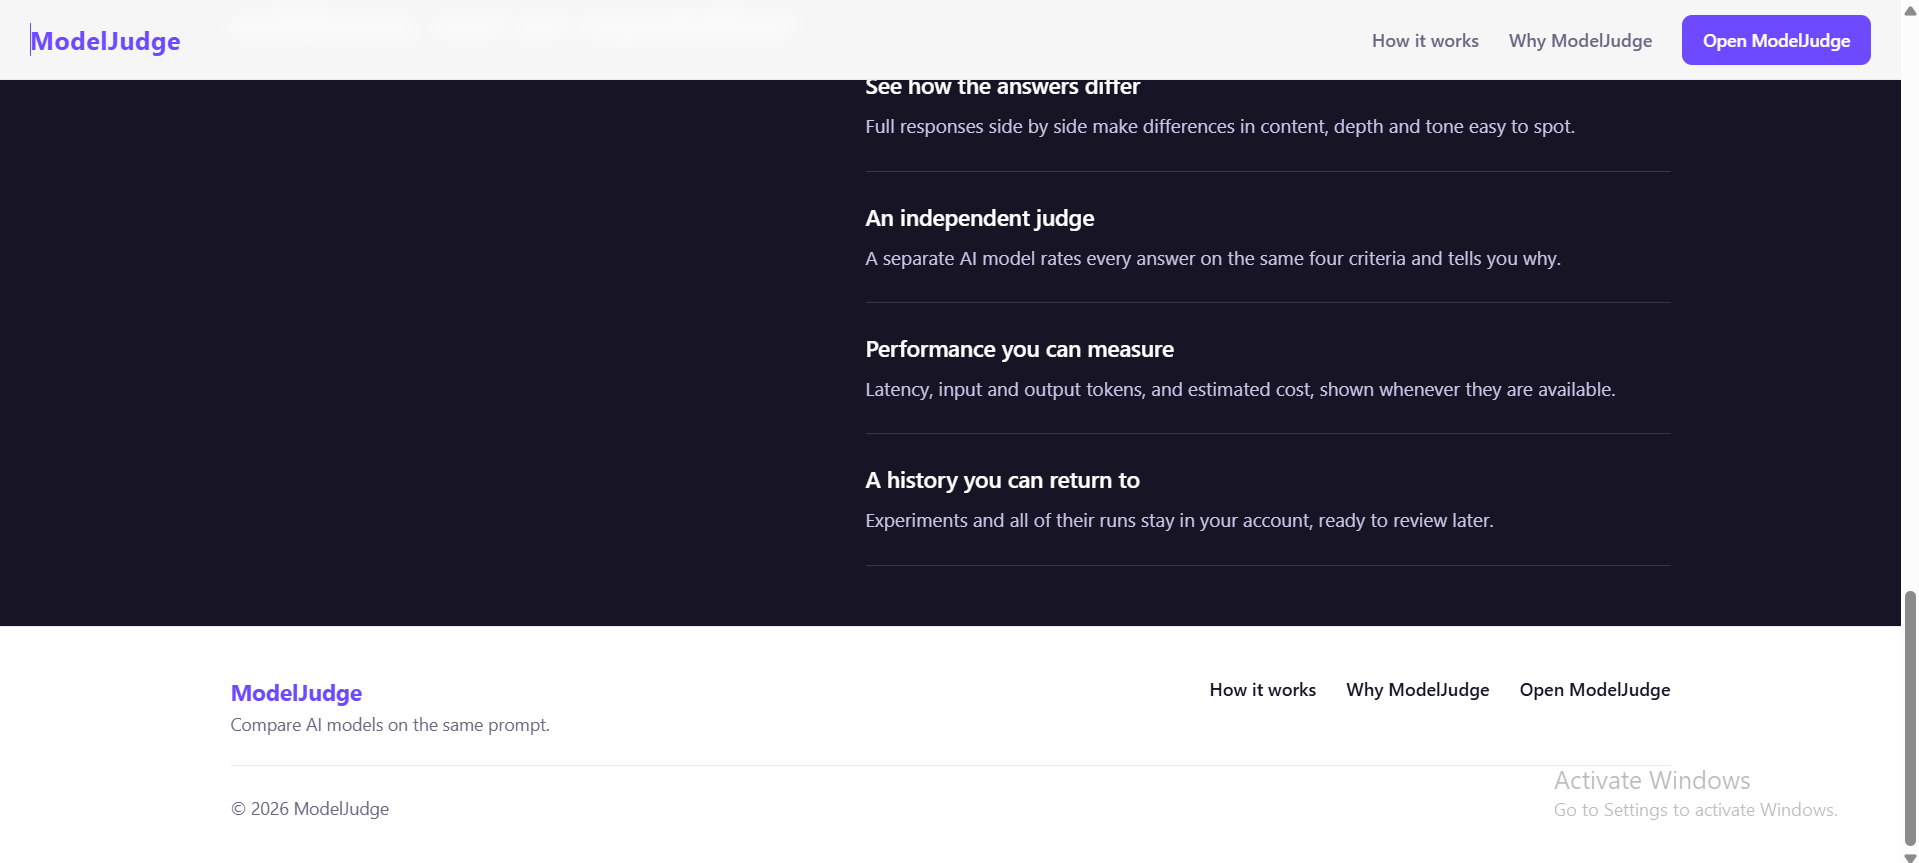 ModelJudge
How it works
Why ModelJudge
Open ModelJudge
See how the answers differ
Full responses side by side make differences in content, depth and tone easy to spot.
An independent judge
A separate AI model rates every answer on the same four criteria and tells you why.
Performance you can measure
Latency, input and output tokens, and estimated cost, shown whenever they are available.
A history you can return to
Experiments and all of their runs stay in your account, ready to review later.
ModelJudge
Compare AI models on the same prompt.
How it works
Why ModelJudge
Open ModelJudge
© 2026 ModelJudge
Activate Windows
Go to Settings to activate Windows.